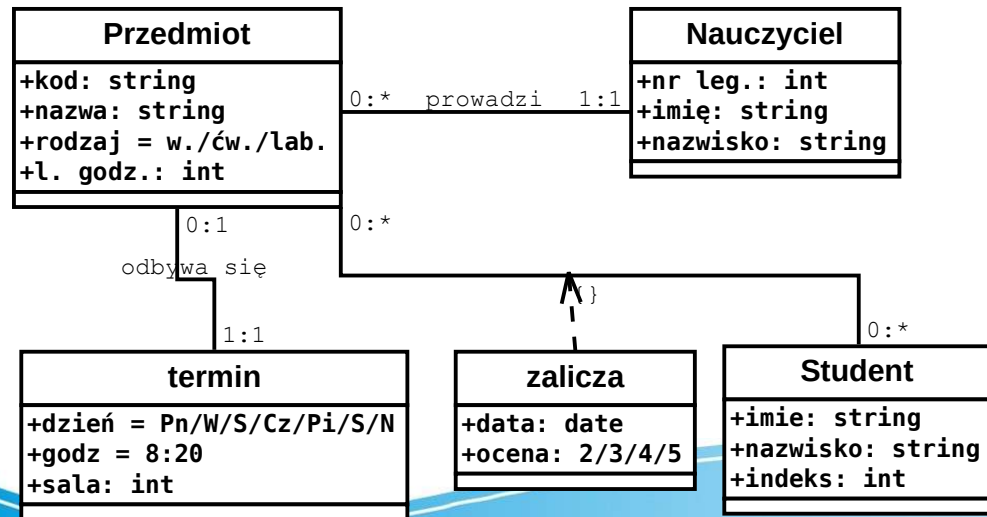 Przedmiot
+kod: string
+nazwa: string
+rodzaj = w./ćw./lab.
+l. godz.: int
0:* prowadzi 1:1
Nauczyciel
+nr leg.: int
+imię: string
+nazwisko: string
0:1
odbywa się
1:1
0:*
{}
0:*
termin
+dzień = Pn/W/S/Cz/Pi/S/N
+godz = 8:20
+sala: int
zalicza
+data: date
+ocena: 2/3/4/5
Student
+imie: string
+nazwisko: string
+indeks: int